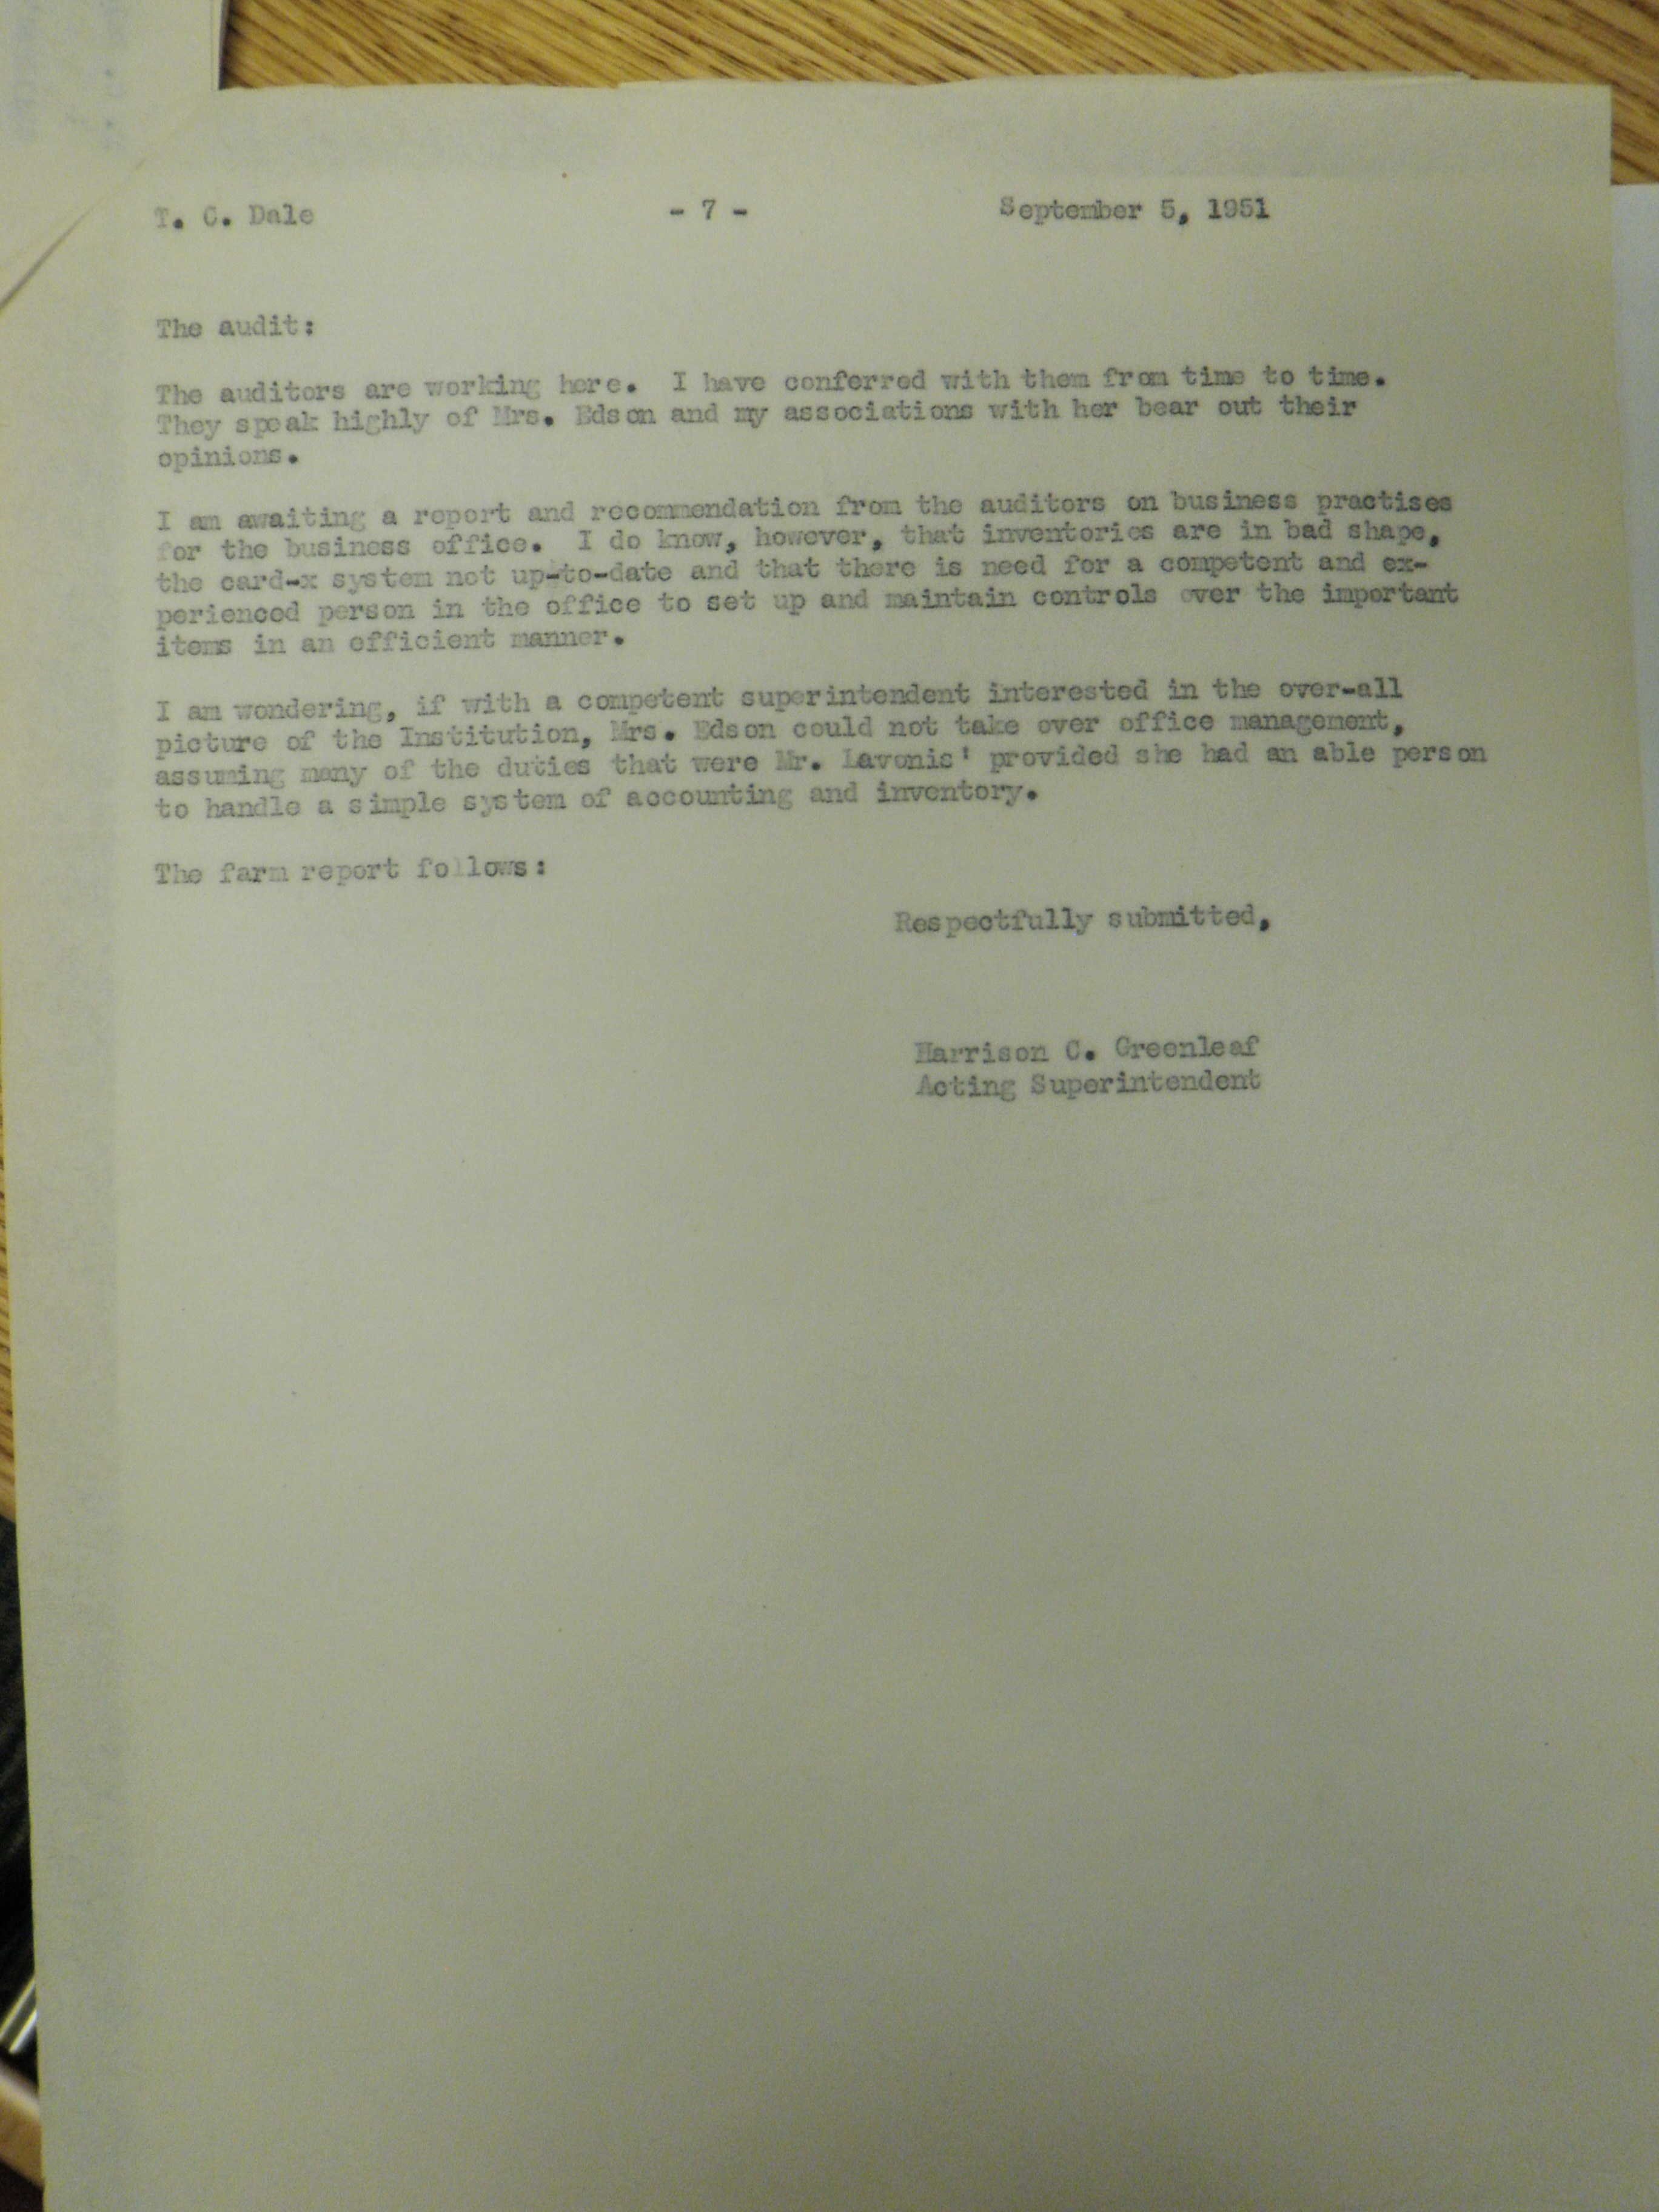 T. C. Dale - 7 - September 5, 1951
The audit:
The auditors are working here. I have conferred with them from time to time.
They speak highly of Mrs. Edson and my associations with her bear out their
opinions.
I am awaiting a report and recommendation from the auditors on business practises
for the business office. I do know, however, that inventories are in bad shape,
the card-x system not up-to-date and that there is need for a competent and ex-
perienced person in the office to set up and maintain controls over the important
items in an efficient manner.
I am wondering, if with a competent superintendent interested in the over-all
picture of the Institution, Mrs. Edson could not take over office management,
assuming many of the duties that were Mr. Lavonis' provided she had an able person
to handle a simple system of accounting and inventory.
The farm report follows:
Respectfully submitted,
Harrison C. Greenleaf
Acting Superintendent